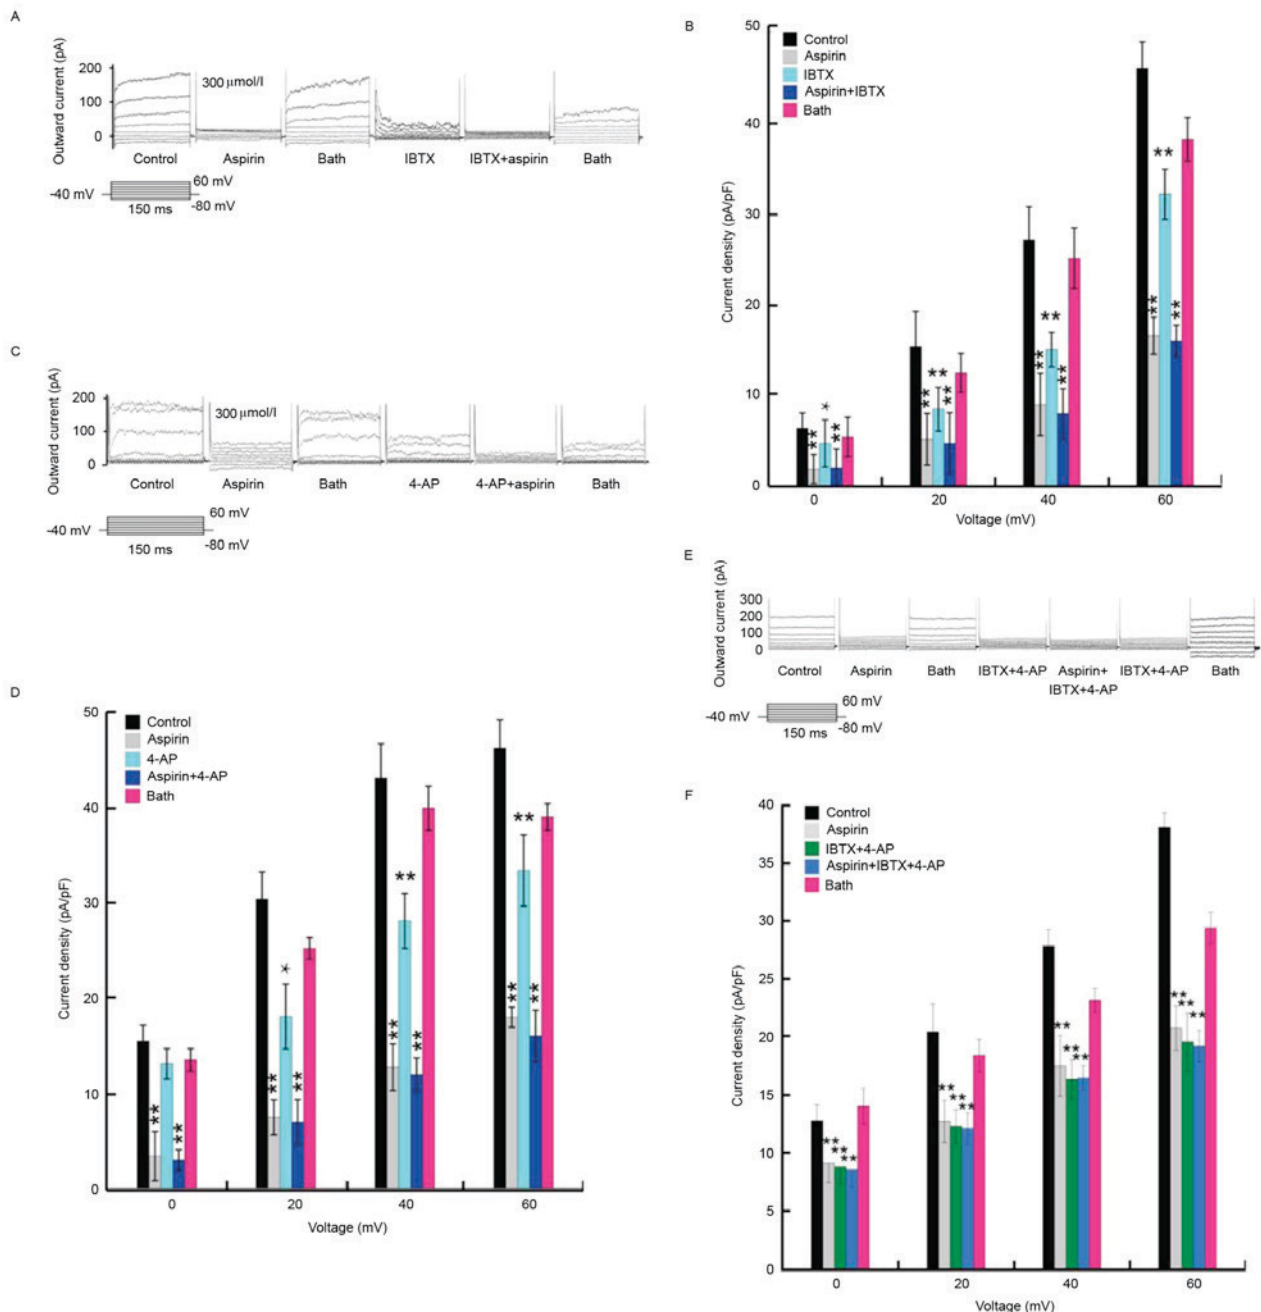 A
Outward current (pA)
200
100
0
300 μmol/l
Control Aspirin Bath IBTX IBTX+aspirin Bath
-40 mV
60 mV
-80 mV
150 ms
B
Control
Aspirin
IBTX
Aspirin+IBTX
Bath
Current density (pA/pF)
50
40
30
20
10
0
** * **
** ** **
** ** **
** ** **
0 20 40 60
Voltage (mV)
C
Outward current (pA)
200
100
0
300 μmol/l
Control Aspirin Bath 4-AP 4-AP+aspirin Bath
-40 mV
60 mV
-80 mV
150 ms
D
Control
Aspirin
4-AP
Aspirin+4-AP
Bath
Current density (pA/pF)
50
40
30
20
10
0
** **
** * **
** ** **
** ** **
0 20 40 60
Voltage (mV)
E
Outward current (pA)
300
200
100
0
Control Aspirin Bath IBTX+4-AP Aspirin+ IBTX+4-AP Bath
IBTX+4-AP
-40 mV
60 mV
-80 mV
150 ms
F
Control
Aspirin
IBTX+4-AP
Aspirin+IBTX+4-AP
Bath
Current density (pA/pF)
40
35
30
25
20
15
10
5
0
** ** **
** ** **
** ** **
** ** **
0 20 40 60
Voltage (mV)